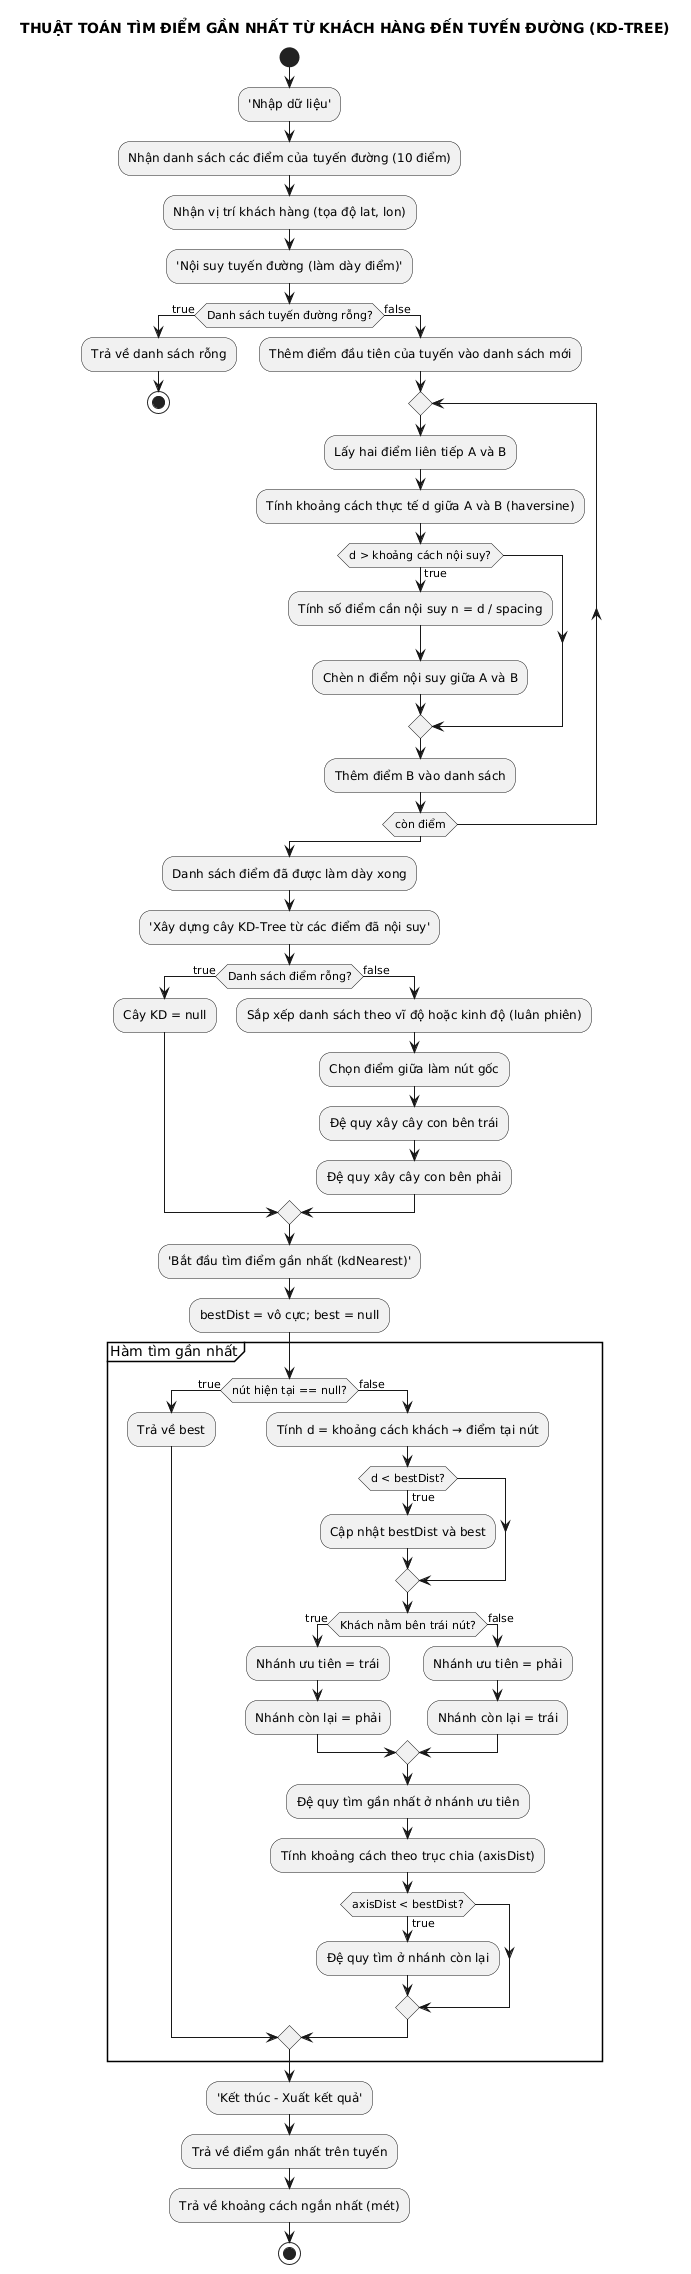 THUẬT TOÁN TÌM ĐIỂM GẦN NHẤT TỪ KHÁCH HÀNG ĐẾN TUYẾN ĐƯỜNG (KD-TREE)
'Nhập dữ liệu'
Nhận danh sách các điểm của tuyến đường (10 điểm)
Nhận vị trí khách hàng (tọa độ lat, lon)
'Nội suy tuyến đường (làm dày điểm)'
true
Danh sách tuyến đường rỗng?
false
Trả về danh sách rỗng
Thêm điểm đầu tiên của tuyến vào danh sách mới
Lấy hai điểm liên tiếp A và B
Tính khoảng cách thực tế d giữa A và B (haversine)
d > khoảng cách nội suy?
true
Tính số điểm cần nội suy n = d / spacing
Chèn n điểm nội suy giữa A và B
Thêm điểm B vào danh sách
còn điểm
Danh sách điểm đã được làm dày xong
'Xây dựng cây KD-Tree từ các điểm đã nội suy'
true
Danh sách điểm rỗng?
false
Cây KD = null
Sắp xếp danh sách theo vĩ độ hoặc kinh độ (luân phiên)
Chọn điểm giữa làm nút gốc
Đệ quy xây cây con bên trái
Đệ quy xây cây con bên phải
'Bắt đầu tìm điểm gần nhất (kdNearest)'
bestDist = vô cực; best = null
Hàm tìm gần nhất
true
nút hiện tại == null?
false
Trả về best
Tính d = khoảng cách khách → điểm tại nút
d < bestDist?
true
Cập nhật bestDist và best
true
Khách nằm bên trái nút?
false
Nhánh ưu tiên = trái
Nhánh ưu tiên = phải
Nhánh còn lại = phải
Nhánh còn lại = trái
Đệ quy tìm gần nhất ở nhánh ưu tiên
Tính khoảng cách theo trục chia (axisDist)
axisDist < bestDist?
true
Đệ quy tìm ở nhánh còn lại
'Kết thúc - Xuất kết quả'
Trả về điểm gần nhất trên tuyến
Trả về khoảng cách ngắn nhất (mét)